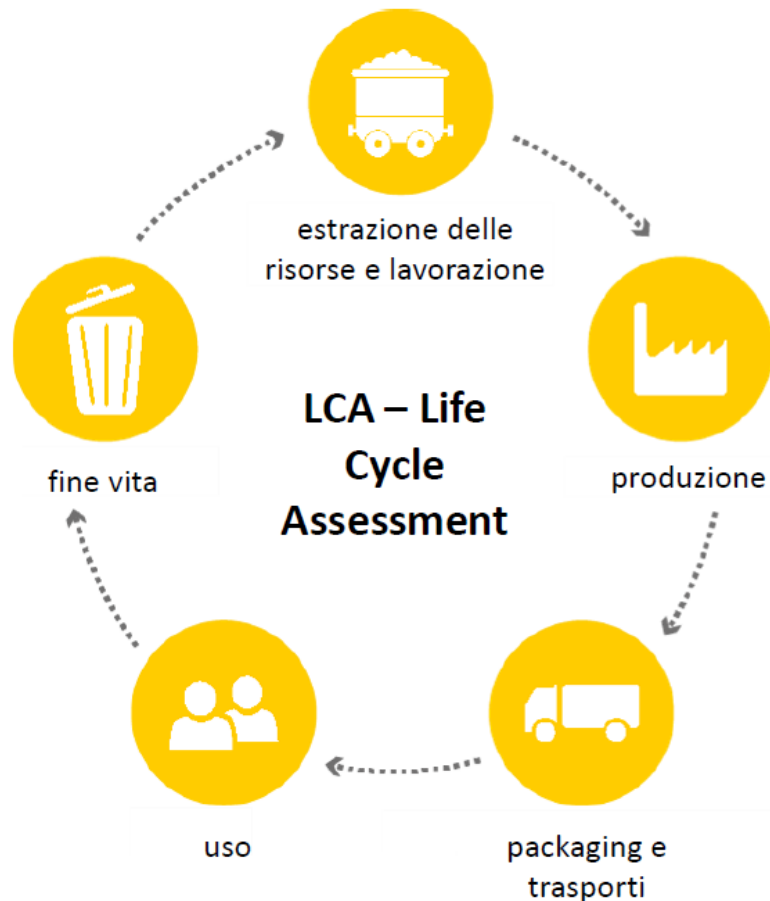 estrazione delle
risorse e lavorazione
LCA – Life
Cycle
Assessment
fine vita
produzione
uso
packaging e
trasporti